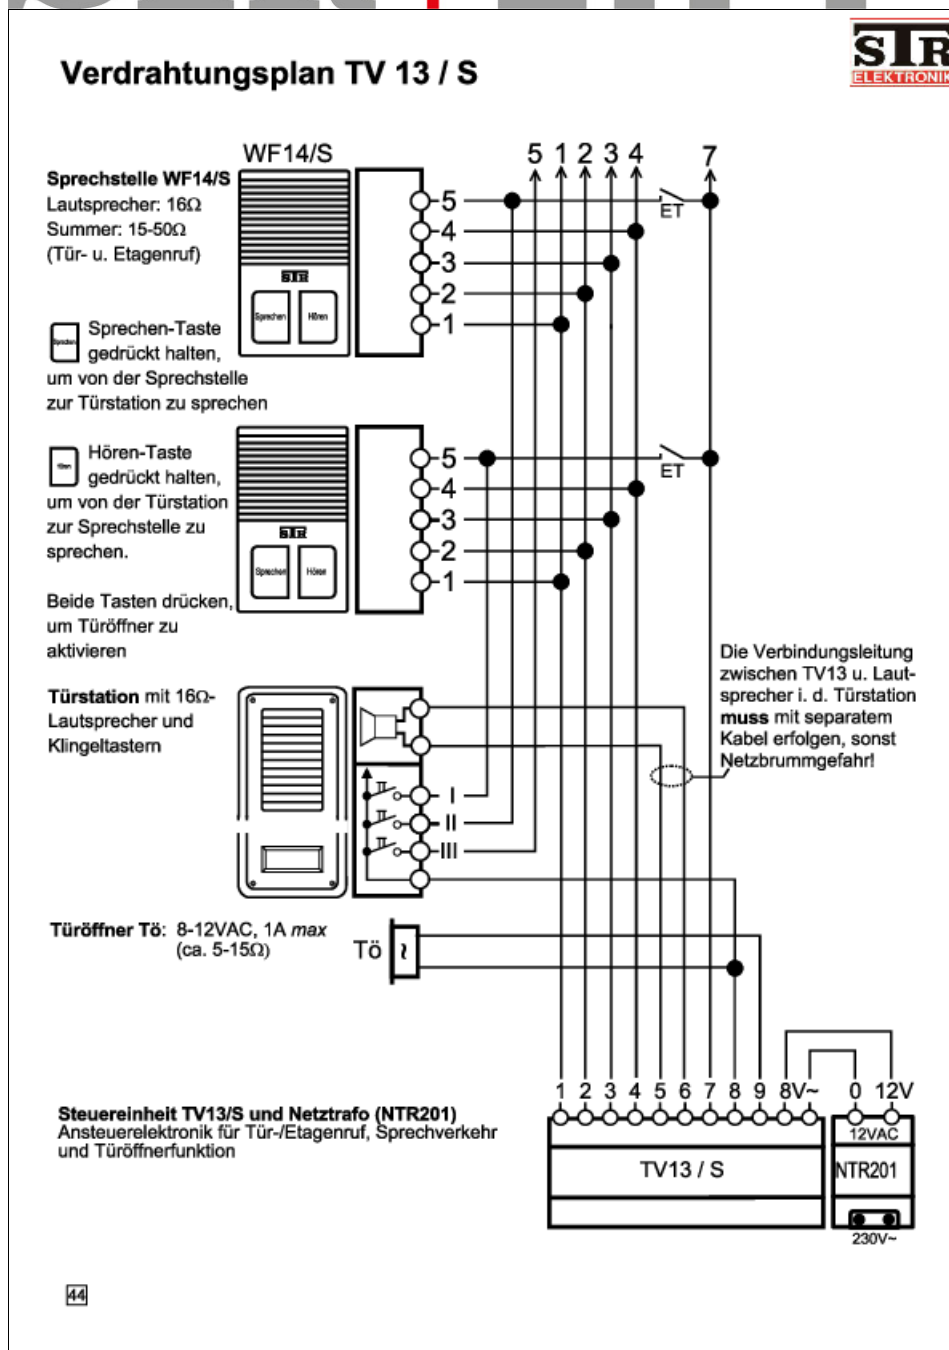 STR
ELEKTRONIK
Verdrahtungsplan TV 13 / S
WF14/S
5 1 2 3 4 7
Sprechstelle WF14/S
Lautsprecher: 16Ω
Summer: 15-50Ω
(Tür- u. Etagenruf)
STR
Sprechen Hören
5
4
3
2
1
ET
Sprechen
Sprechen-Taste
gedrückt halten,
um von der Sprechstelle
zur Türstation zu sprechen
Hören-Taste
gedrückt halten,
um von der Türstation
zur Sprechstelle zu
sprechen.
STR
Sprechen Hören
5
4
3
2
1
ET
Beide Tasten drücken,
um Türöffner zu
aktivieren
Die Verbindungsleitung
zwischen TV13 u. Laut-
sprecher i. d. Türstation
muss mit separatem
Kabel erfolgen, sonst
Netzbrummgefahr!
Türstation mit 16Ω-
Lautsprecher und
Klingeltastern
I
II
III
Türöffner Tö: 8-12VAC, 1A max
(ca. 5-15Ω)
Tö
~
1 2 3 4 5 6 7 8 9 8V~ 0 12V
Steuereinheit TV13/S und Netztrafo (NTR201)
Ansteuerelektronik für Tür-/Etagenruf, Sprechverkehr
und Türöffnerfunktion
12VAC
TV13 / S
NTR201
230V~
44